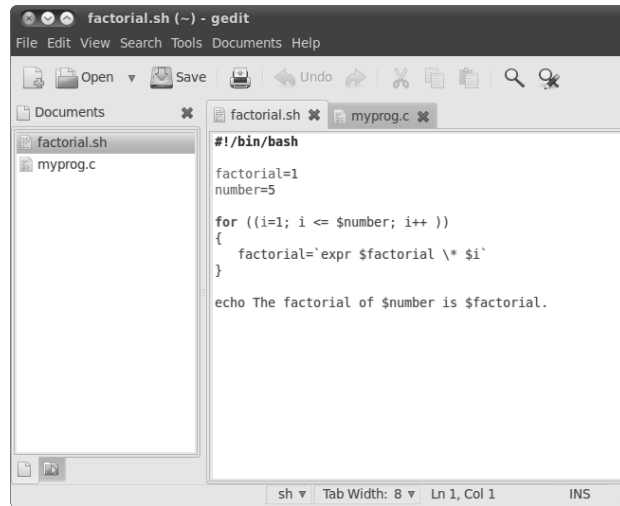 factorial.sh (~) - gedit
File Edit View Search Tools Documents Help
Open Save Undo
Documents
factorial.sh myprog.c
factorial.sh
myprog.c
#!/bin/bash
factorial=1
number=5
for ((i=1; i <= $number; i++ ))
{
factorial=`expr $factorial \* $i`
}
echo The factorial of $number is $factorial.
sh Tab Width: 8 Ln 1, Col 1 INS